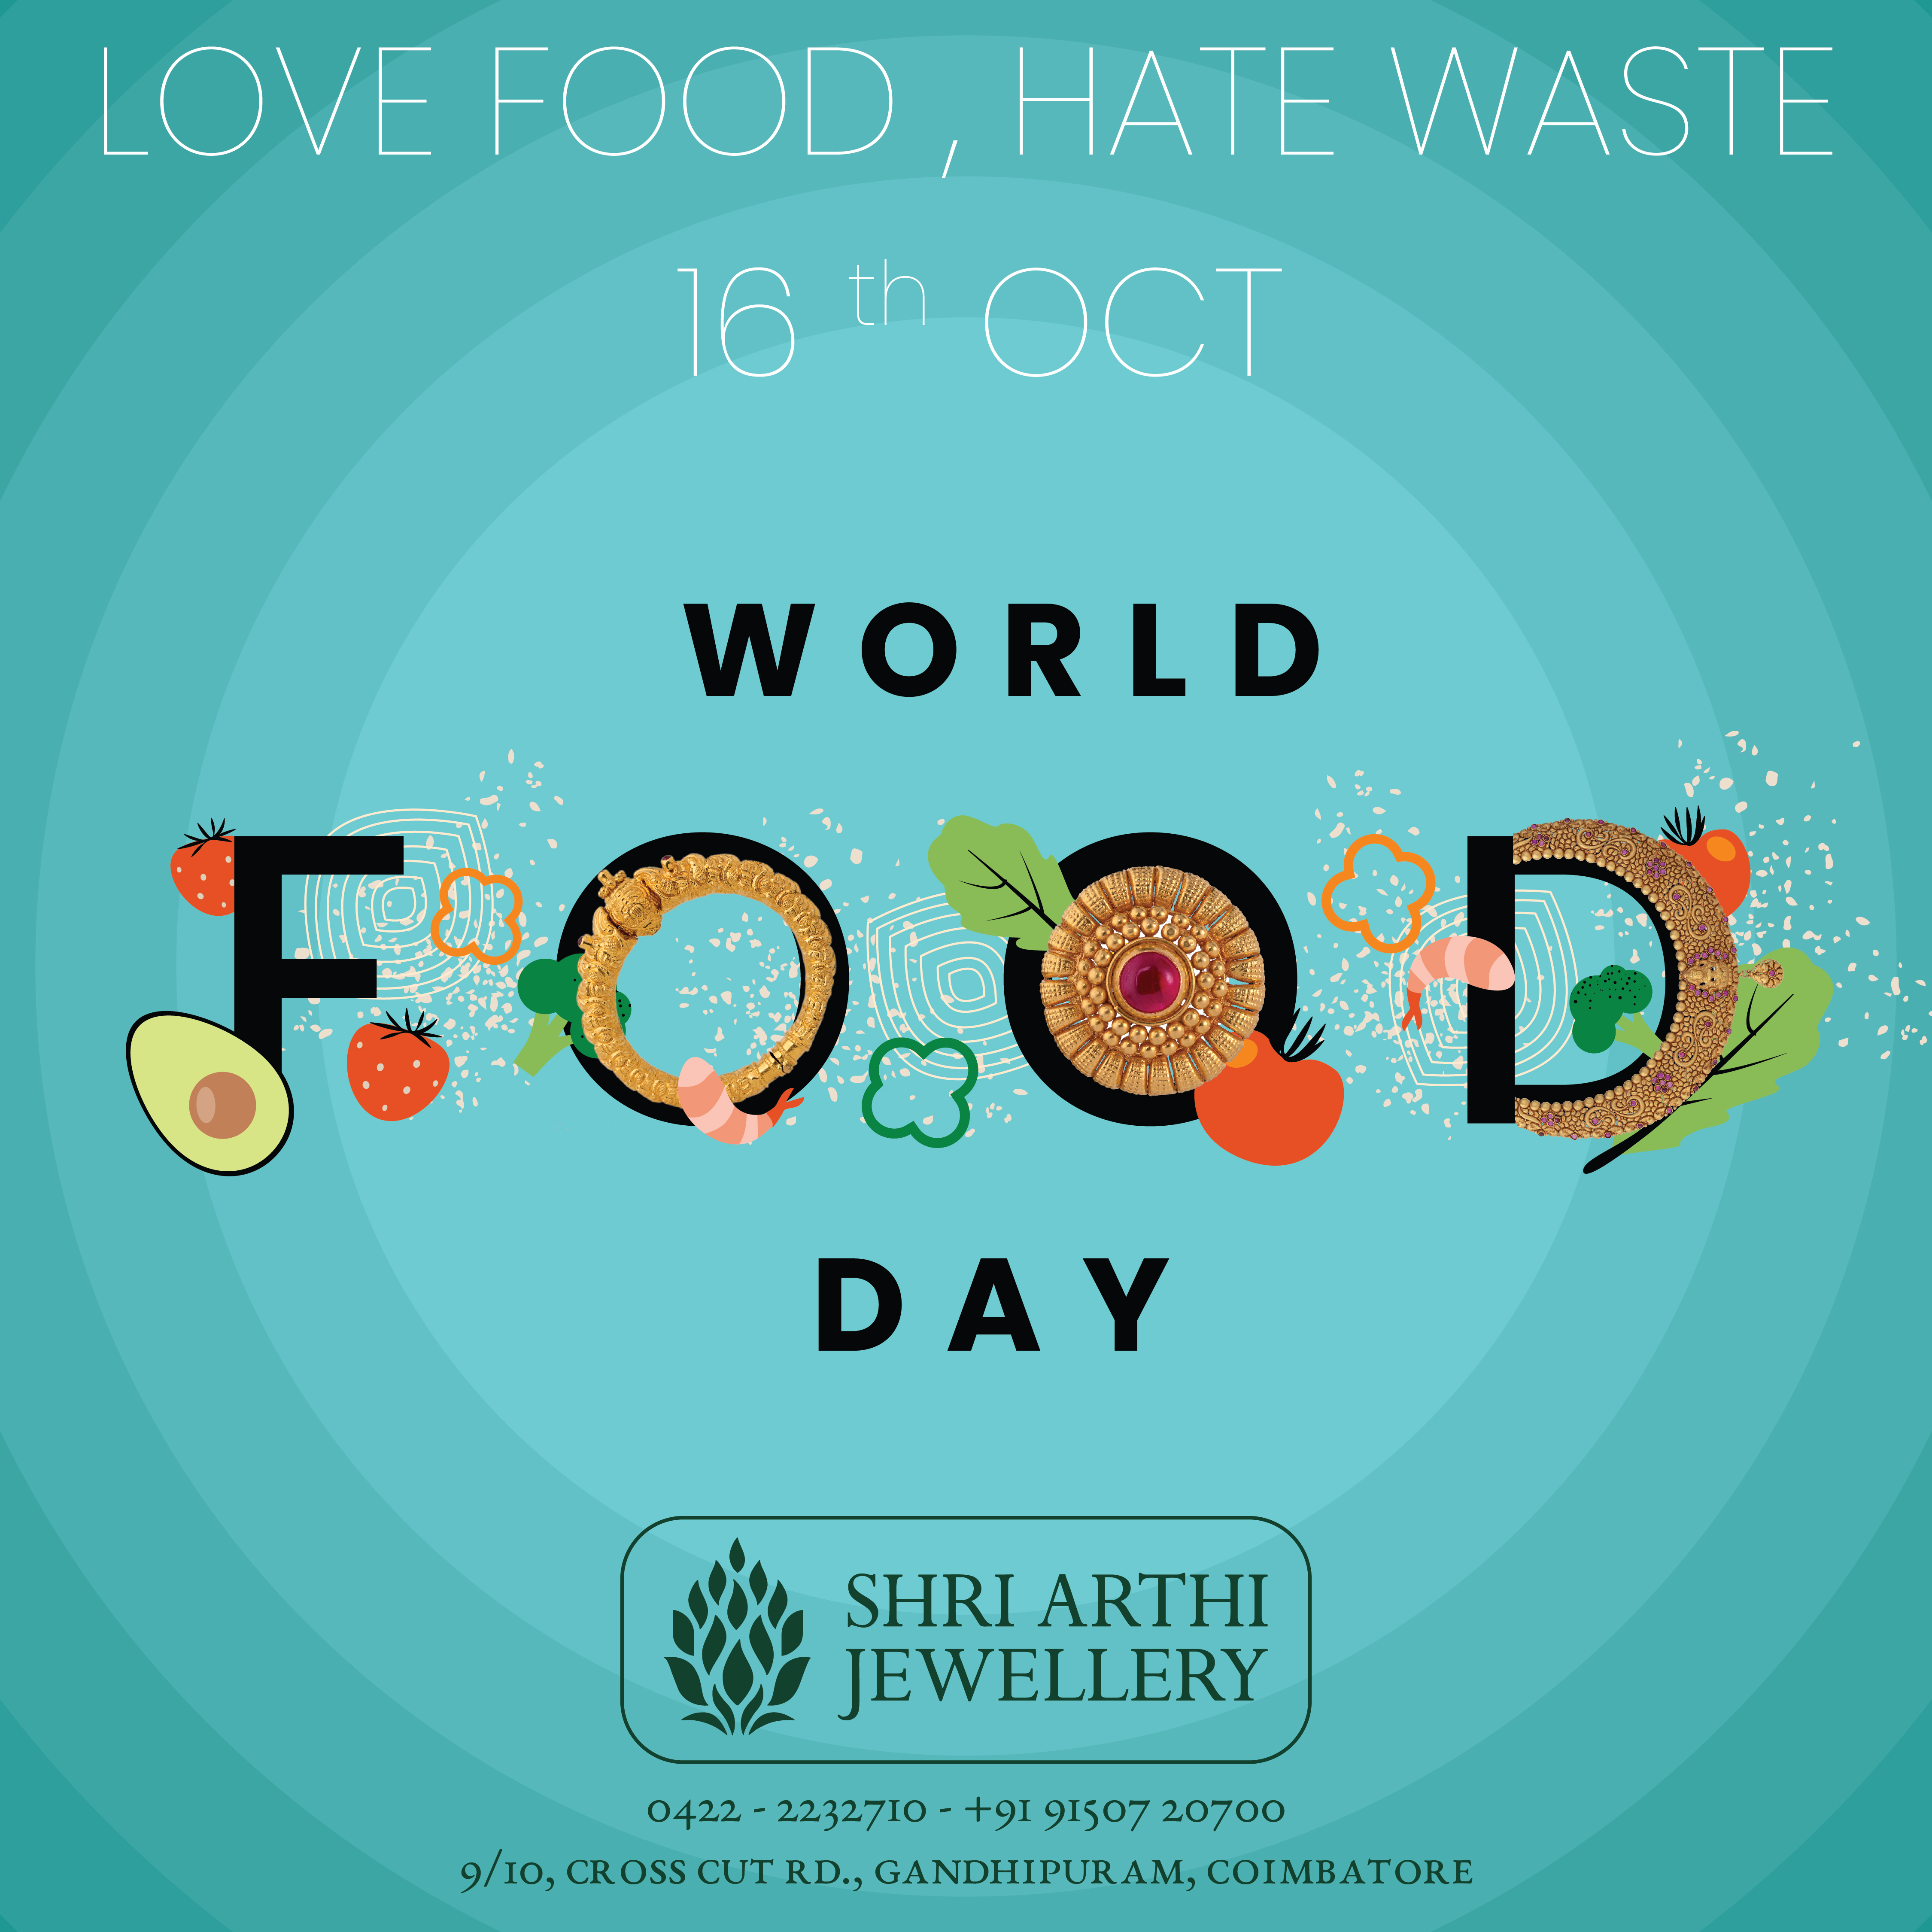 LOVE FOOD , HATE WASTE
16 th OCT
WORLD
FOOD
DAY
SHRI ARTHI
JEWELLERY
0422 - 2232710 - +91 91507 20700
9/10, CROSS CUT RD., GANDHIPURAM, COIMBATORE